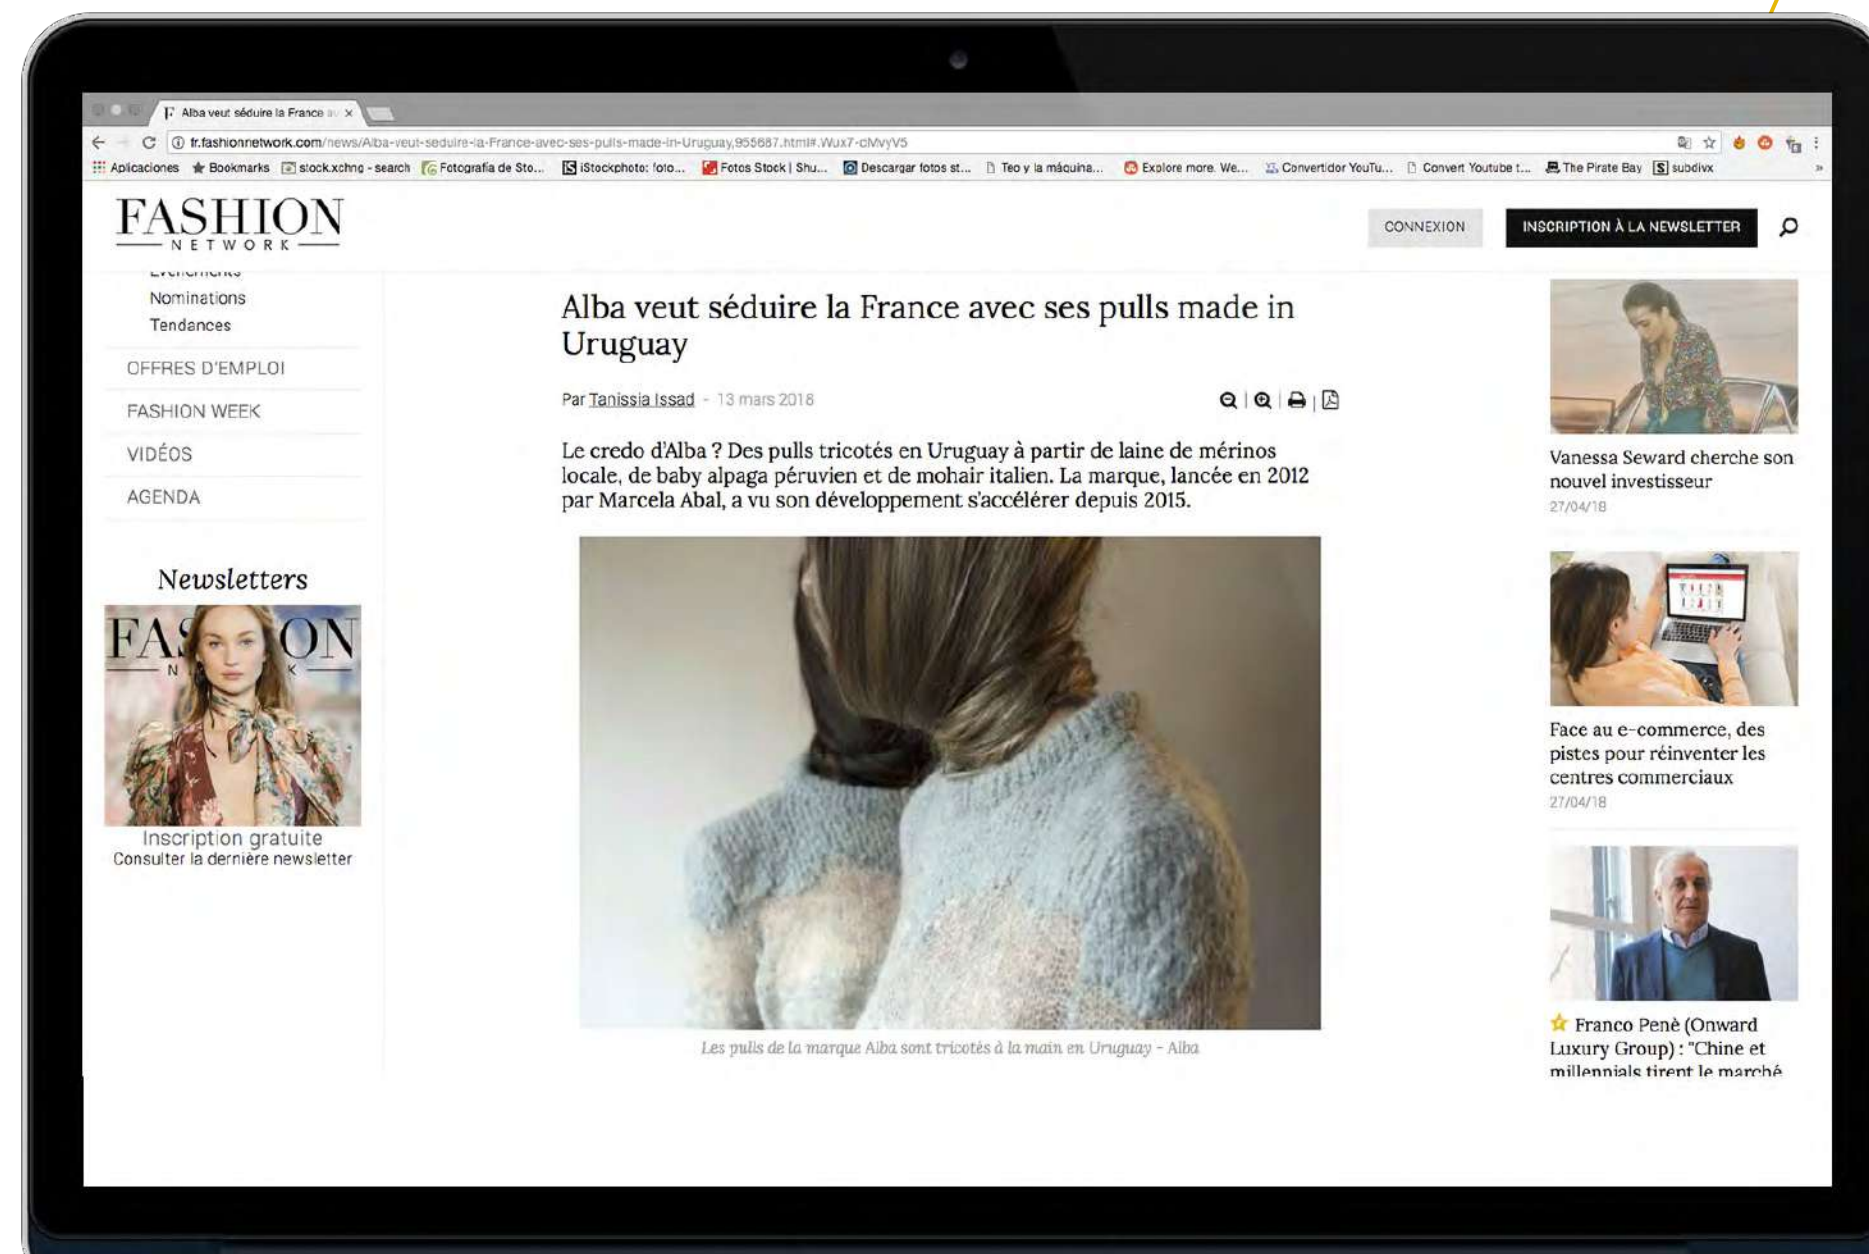 Alba veut séduire la France av
fr.fashionnetwork.com/news/Alba-veut-seduire-la-France-avec-ses-pulls-made-in-Uruguay,955687.html#.Wux7-cMvyV5
Aplicaciones Bookmarks stock.xchng - search Fotografía de Sto... iStockphoto: foto... Fotos Stock | Shu... Descargar fotos st... Teo y la máquina... Explore more. We... Convertidor YouTu... Convert Youtube t... The Pirate Bay subdivx
FASHION
NETWORK
CONNEXION
INSCRIPTION À LA NEWSLETTER
Nominations
Tendances
OFFRES D'EMPLOI
FASHION WEEK
VIDÉOS
AGENDA
Newsletters
FAS ON
N K
Inscription gratuite
Consulter la dernière newsletter
Alba veut séduire la France avec ses pulls made in
Uruguay
Par Tanissia Issad - 13 mars 2018
Le credo d'Alba ? Des pulls tricotés en Uruguay à partir de laine de mérinos
locale, de baby alpaga péruvien et de mohair italien. La marque, lancée en 2012
par Marcela Abal, a vu son développement s'accélérer depuis 2015.
Les pulls de la marque Alba sont tricotés à la main en Uruguay - Alba
Vanessa Seward cherche son
nouvel investisseur
27/04/18
Face au e-commerce, des
pistes pour réinventer les
centres commerciaux
27/04/18
Franco Penè (Onward
Luxury Group) : "Chine et
millennials tirent le marché